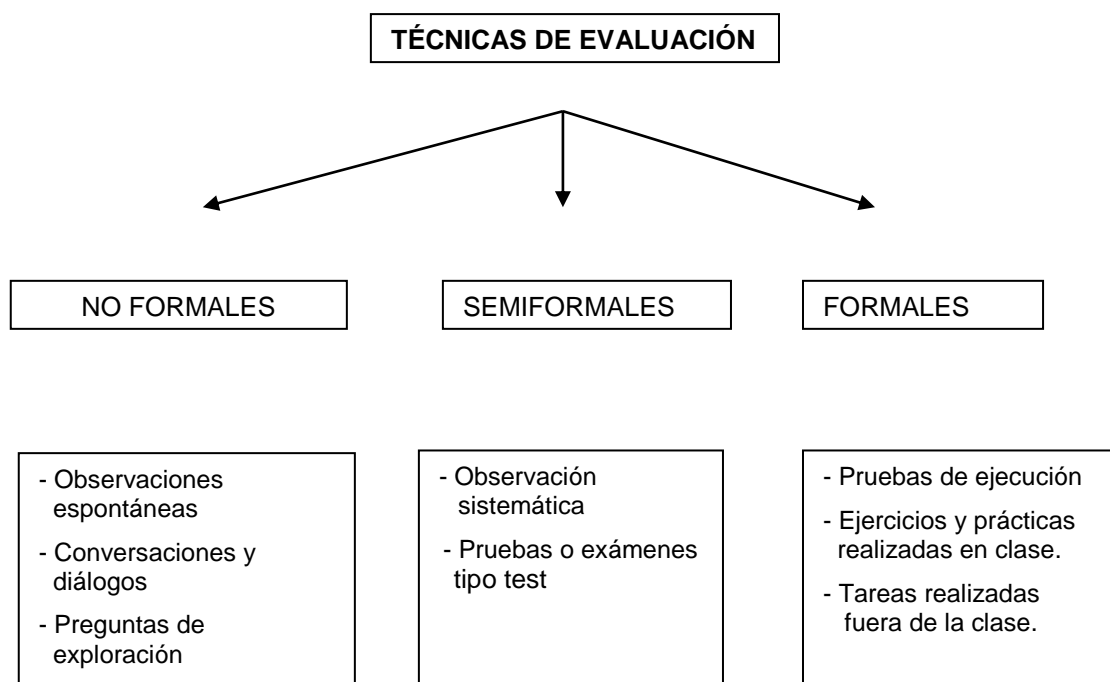 TÉCNICAS DE EVALUACIÓN
NO FORMALES
SEMIFORMALES
FORMALES
- Observaciones
espontáneas
- Conversaciones y
diálogos
- Preguntas de
exploración
- Observación
sistemática
- Pruebas o exámenes
tipo test
- Pruebas de ejecución
- Ejercicios y prácticas
realizadas en clase.
- Tareas realizadas
fuera de la clase.